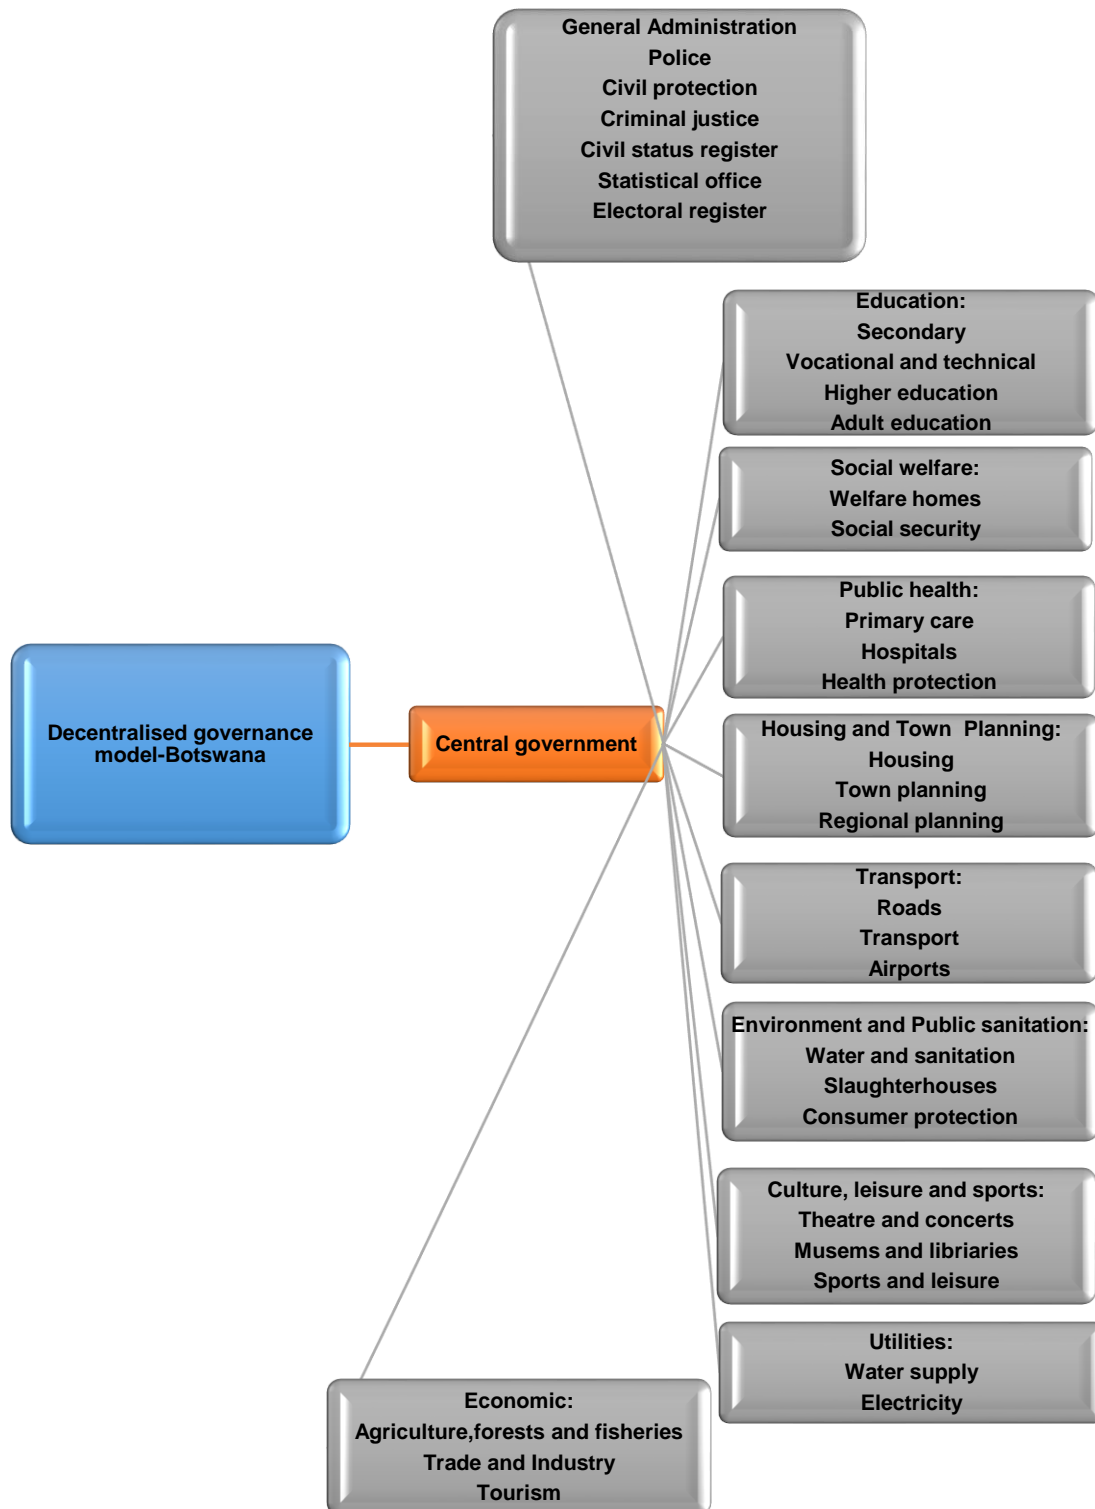 General Administration
Police
Civil protection
Criminal justice
Civil status register
Statistical office
Electoral register
Education:
Secondary
Vocational and technical
Higher education
Adult education
Social welfare:
Welfare homes
Social security
Public health:
Primary care
Hospitals
Health protection
Decentralised governance
model-Botswana
Central government
Housing and Town  Planning:
Housing
Town planning
Regional planning
Transport:
Roads
Transport
Airports
Environment and Public sanitation:
Water and sanitation
Slaughterhouses
Consumer protection
Culture, leisure and sports:
Theatre and concerts
Musems and libriaries
Sports and leisure
Utilities:
Water supply
Electricity
Economic:
Agriculture,forests and fisheries
Trade and Industry
Tourism